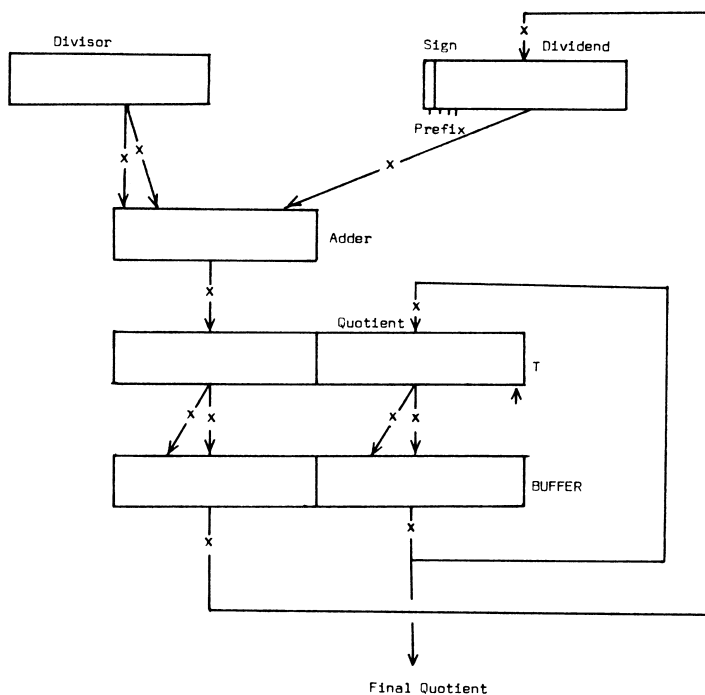 Divisor
Sign Dividend
x
Prefix
x x
x
Adder
x
x
Quotient
T
x x x x
BUFFER
x x
Final Quotient